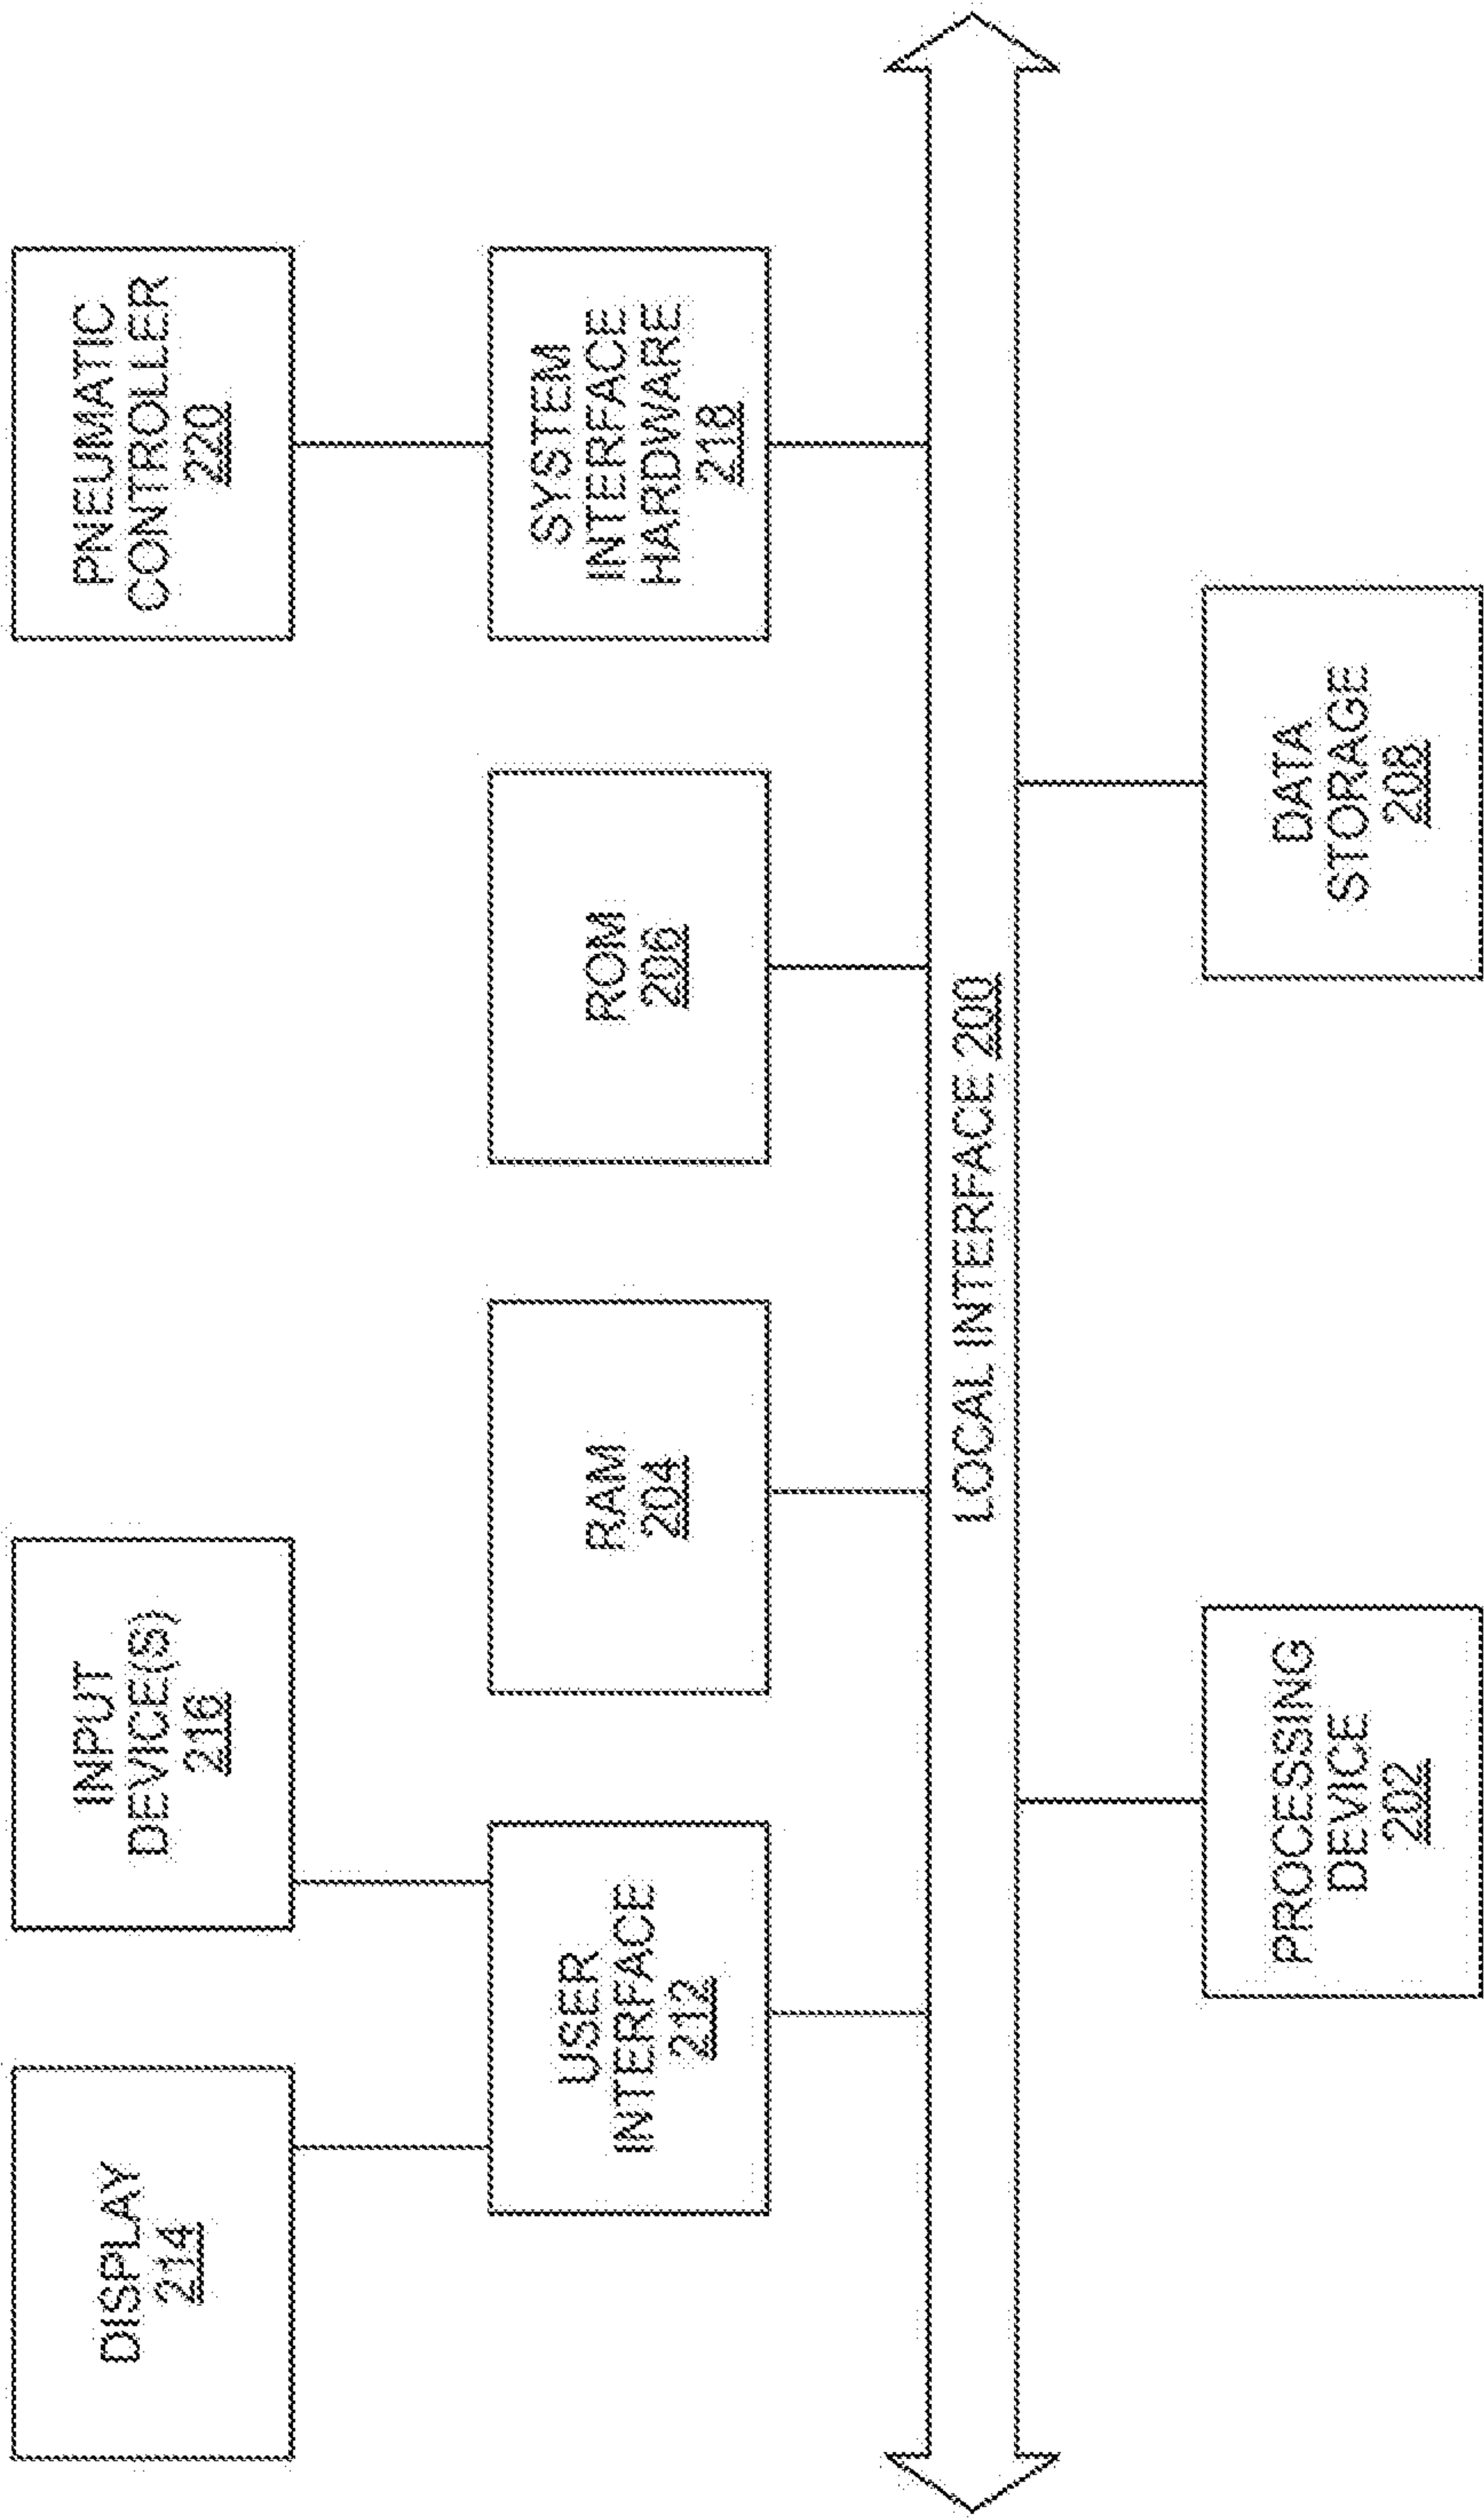 DISPLAY
214
INPUT
DEVICE(S)
216
PNEUMATIC
CONTROLLER
220
USER
INTERFACE
212
RAM
204
ROM
206
SYSTEM
INTERFACE
HARDWARE
218
LOCAL INTERFACE 200
PROCESSING
DEVICE
202
DATA
STORAGE
208